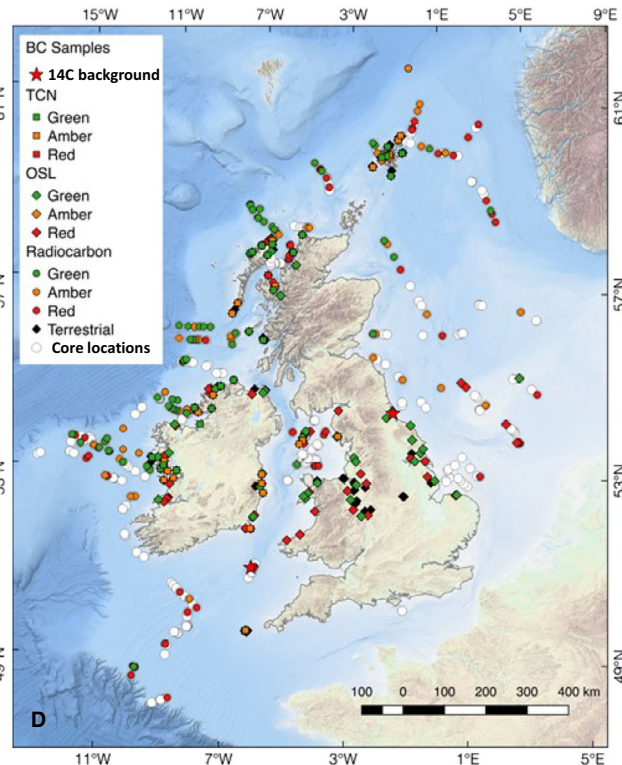 15°W 11°W 7°W 3°W 1°E 5°E 9°E
BC Samples
14C background
TCN
Green
Amber
Red
OSL
Green
Amber
Red
Radiocarbon
Green
Amber
Red
Terrestrial
Core locations
61°N
57°N
53°N
53°N
49°N
49°N
100 0 100 200 300 400 km
D
11°W 7°W 3°W 1°E 5°E